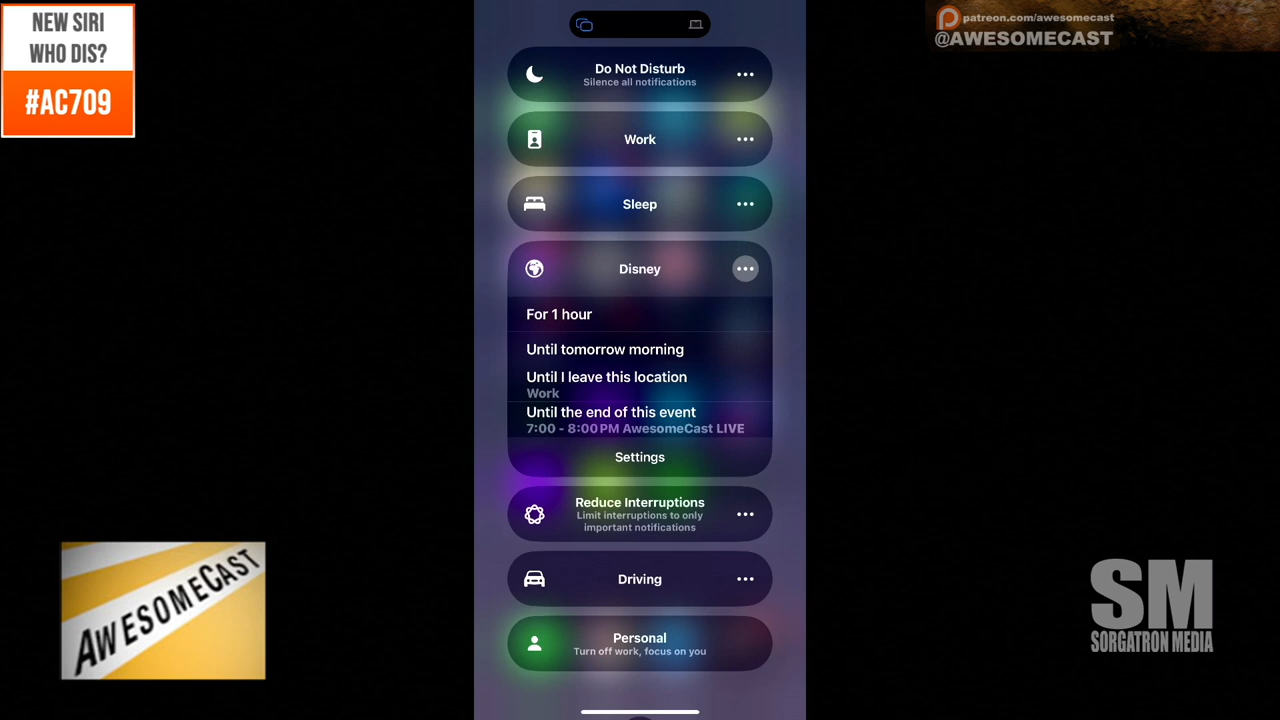 NEW SIRI
WHO DIS?
#AC709
patreon.com/awesomecast
@AWESOMECAST
Do Not Disturb
Silence all notifications
Work
Sleep
Disney
For 1 hour
Until tomorrow morning
Until I leave this location
Work
Until the end of this event
7:00 - 8:00 PM AwesomeCast LIVE
Settings
Reduce Interruptions
Limit interruptions to only
important notifications
Driving
Personal
Turn off work, focus on you
AWESOMECAST
SM
SORGATRON MEDIA